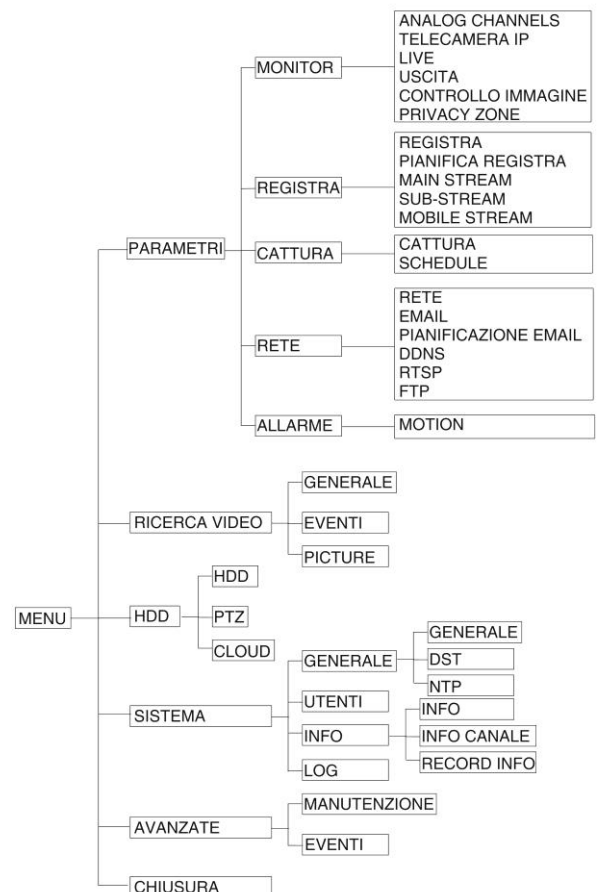 ANALOG CHANNELS
TELECAMERA IP
LIVE
USCITA
CONTROLLO IMMAGINE
PRIVACY ZONE
MONITOR
REGISTRA
PIANIFICA REGISTRA
MAIN STREAM
SUB-STREAM
MOBILE STREAM
REGISTRA
PARAMETRI
CATTURA
CATTURA
SCHEDULE
RETE
EMAIL
PIANIFICAZIONE EMAIL
DDNS
RTSP
FTP
RETE
ALLARME
MOTION
GENERALE
RICERCA VIDEO
EVENTI
PICTURE
HDD
MENU
HDD
PTZ
CLOUD
GENERALE
GENERALE
DST
NTP
SISTEMA
UTENTI
INFO
INFO
INFO CANALE
RECORD INFO
LOG
MANUTENZIONE
AVANZATE
EVENTI
CHIUSURA